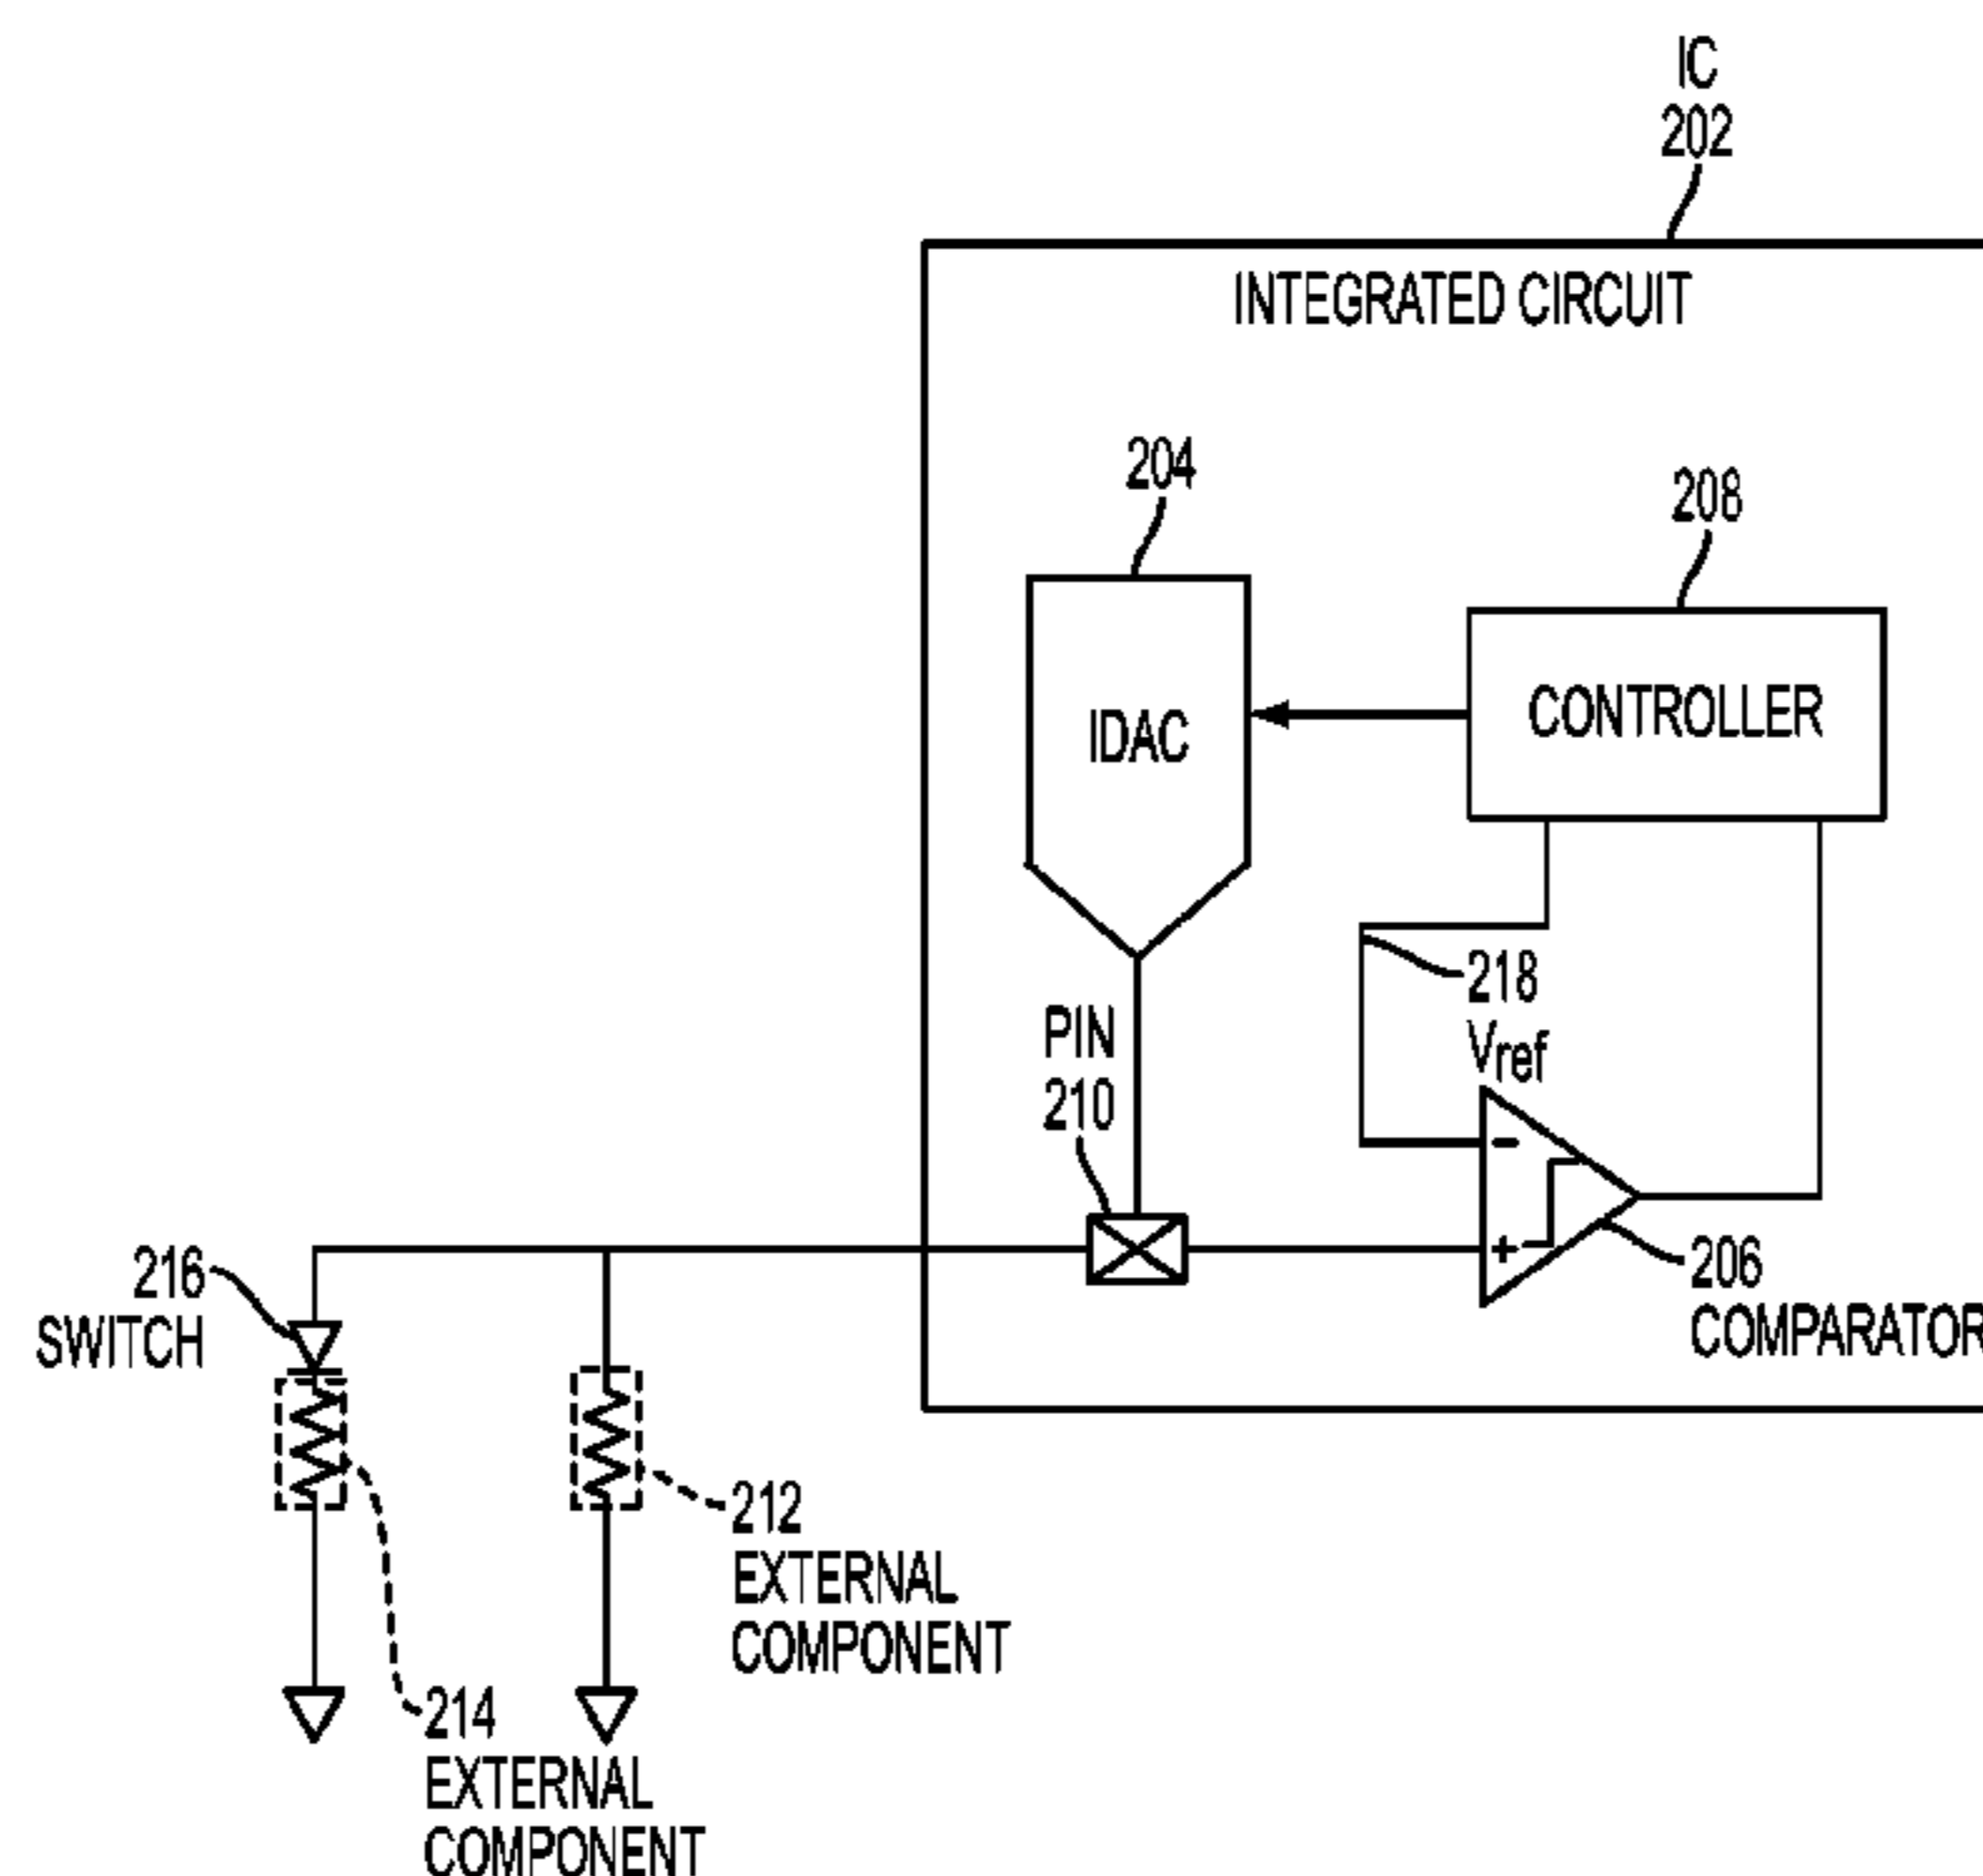 IC
202
INTEGRATED CIRCUIT
204
208
IDAC
CONTROLLER
218
Vref
PIN
210
-
+
206
COMPARATOR
216
SWITCH
212
EXTERNAL
COMPONENT
214
EXTERNAL
COMPONENT